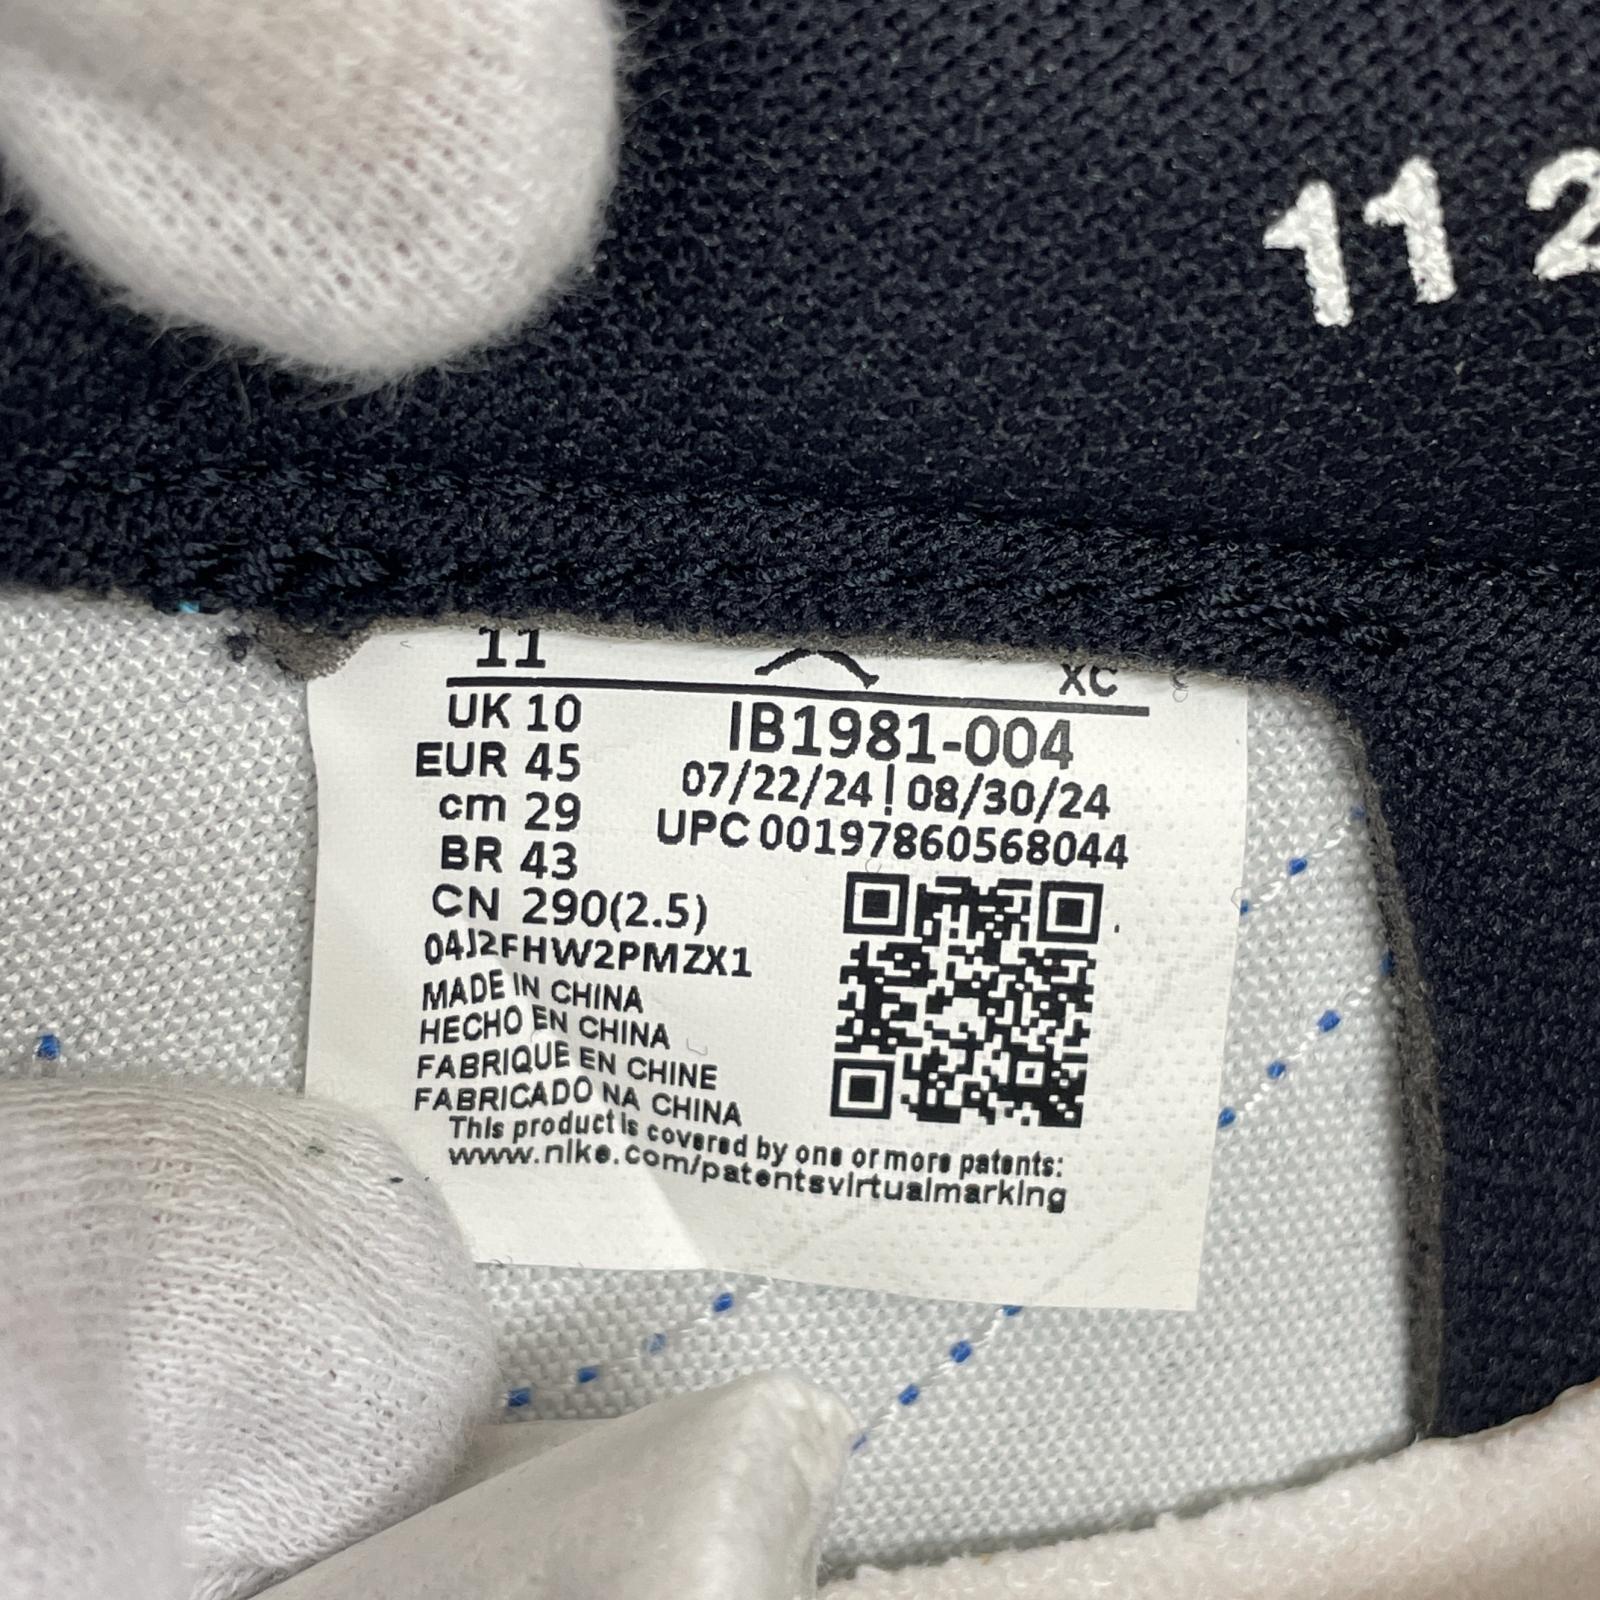 11 2
11 XC
UK 10
EUR 45
cm 29
BR 43
CN 290(2.5)
04J2FHW2PMZX1
MADE IN CHINA
HECHO EN CHINA
FABRIQUE EN CHINE
FABRICADO NA CHINA
IB1981-004
07/22/24 | 08/30/24
UPC 00197860568044
This product is covered by one or more patents:
www.nike.com/patentsvirtualmarking